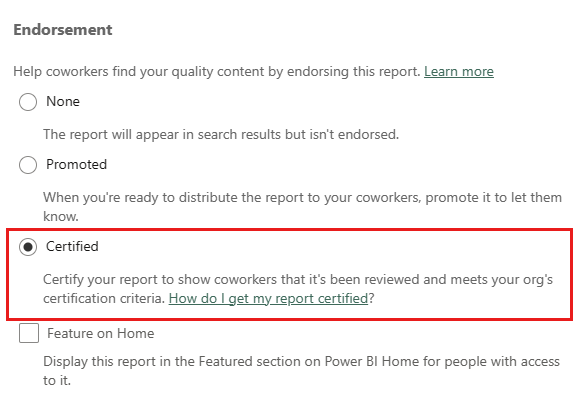 Endorsement
Help coworkers find your quality content by endorsing this report. Learn more
None
The report will appear in search results but isn't endorsed.
Promoted
When you're ready to distribute the report to your coworkers, promote it to let them
know.
Certified
Certify your report to show coworkers that it's been reviewed and meets your org's
certification criteria. How do I get my report certified?
Feature on Home
Display this report in the Featured section on Power BI Home for people with access
to it.